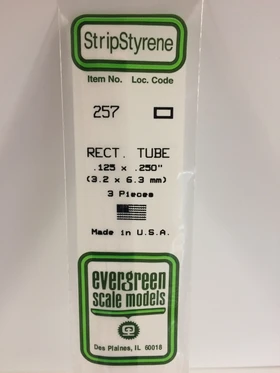 StripStyrene
Item No. Loc. Code
257
RECT. TUBE
.125 x .250"
(3.2 x 6.3 mm)
3 Pieces
Made in U.S.A.
evergreen
scale models
Des Plaines, IL 60018